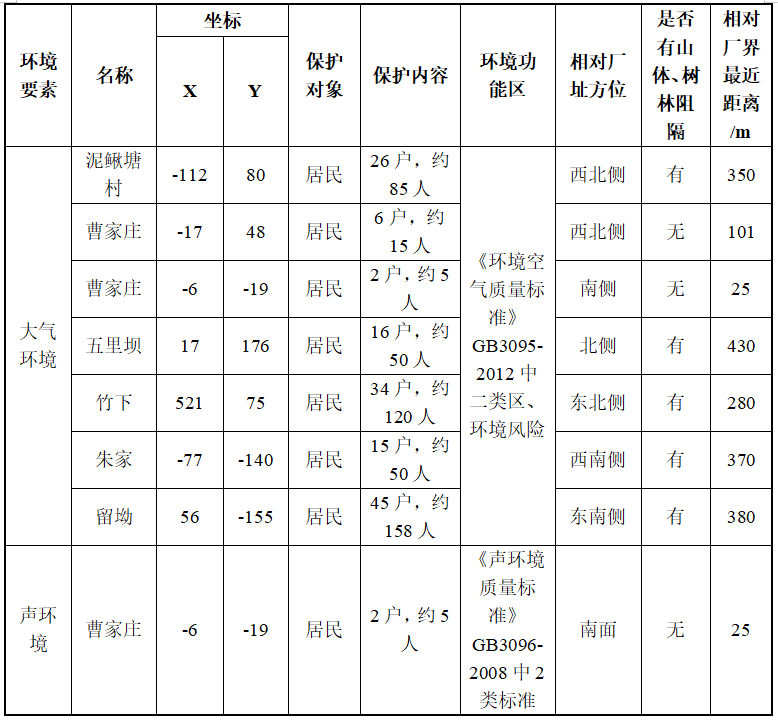 环境要素 名称 坐标 保护对象 保护内容 环境功能区 相对厂址方位 是否有山体、树林阻隔 相对厂界最近距离/m
X Y
大气环境 泥鳅塘村 -112 80 居民 26户，约85人 《环境空气质量标准》GB3095-2012中二类区、环境风险 西北侧 有 350
曹家庄 -17 48 居民 6户，约15人 西北侧 无 101
曹家庄 -6 -19 居民 2户，约5人 南侧 无 25
五里坝 17 176 居民 16户，约50人 北侧 有 430
竹下 521 75 居民 34户，约120人 东北侧 有 280
朱家 -77 -140 居民 15户，约50人 西南侧 有 370
留坳 56 -155 居民 45户，约158人 东南侧 有 380
声环境 曹家庄 -6 -19 居民 2户，约5人 《声环境质量标准》GB3096-2008中2类标准 南面 无 25